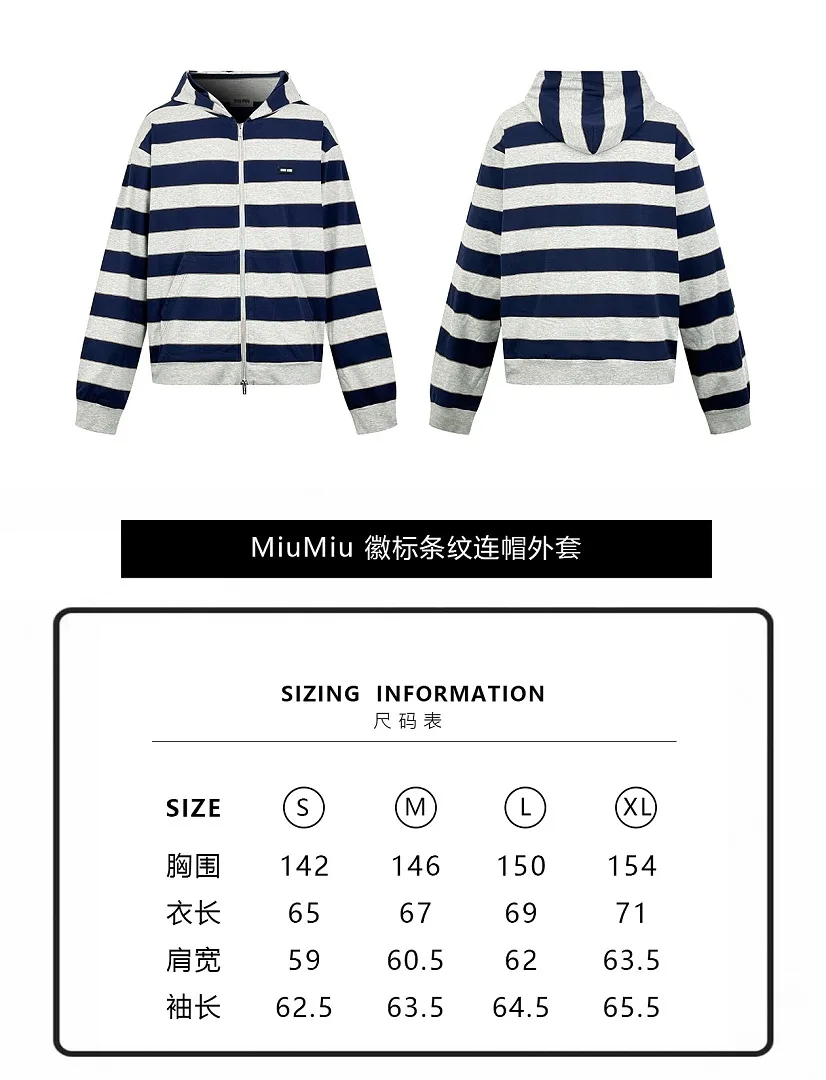 MiuMiu 徽标条纹连帽外套
SIZING INFORMATION
尺码表
SIZE S M L XL
胸围 142 146 150 154
衣长 65 67 69 71
肩宽 59 60.5 62 63.5
袖长 62.5 63.5 64.5 65.5